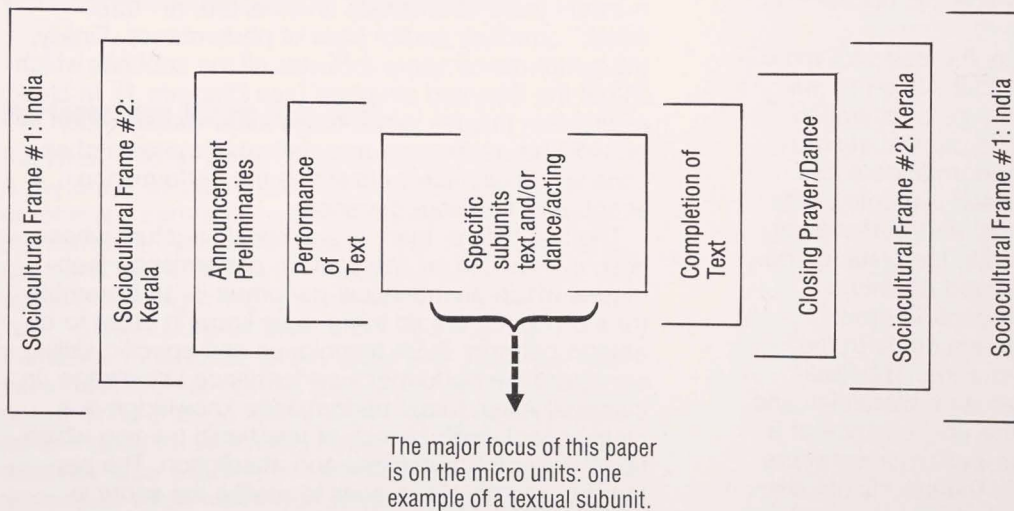 Sociocultural Frame #1: India
Sociocultural Frame #2:
Kerala
Announcement
Preliminaries
Performance
of
Text
Specific
subunits
text and/or
dance/acting
Completion of
Text
Closing Prayer/Dance
Sociocultural Frame #2: Kerala
Sociocultural Frame #1: India
The major focus of this paper
is on the micro units: one
example of a textual subunit.